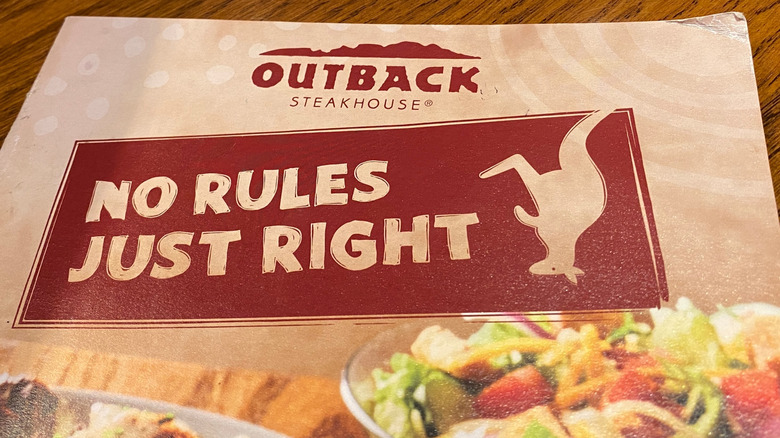 OUTBACK
STEAKHOUSE®
NO RULES
JUST RIGHT